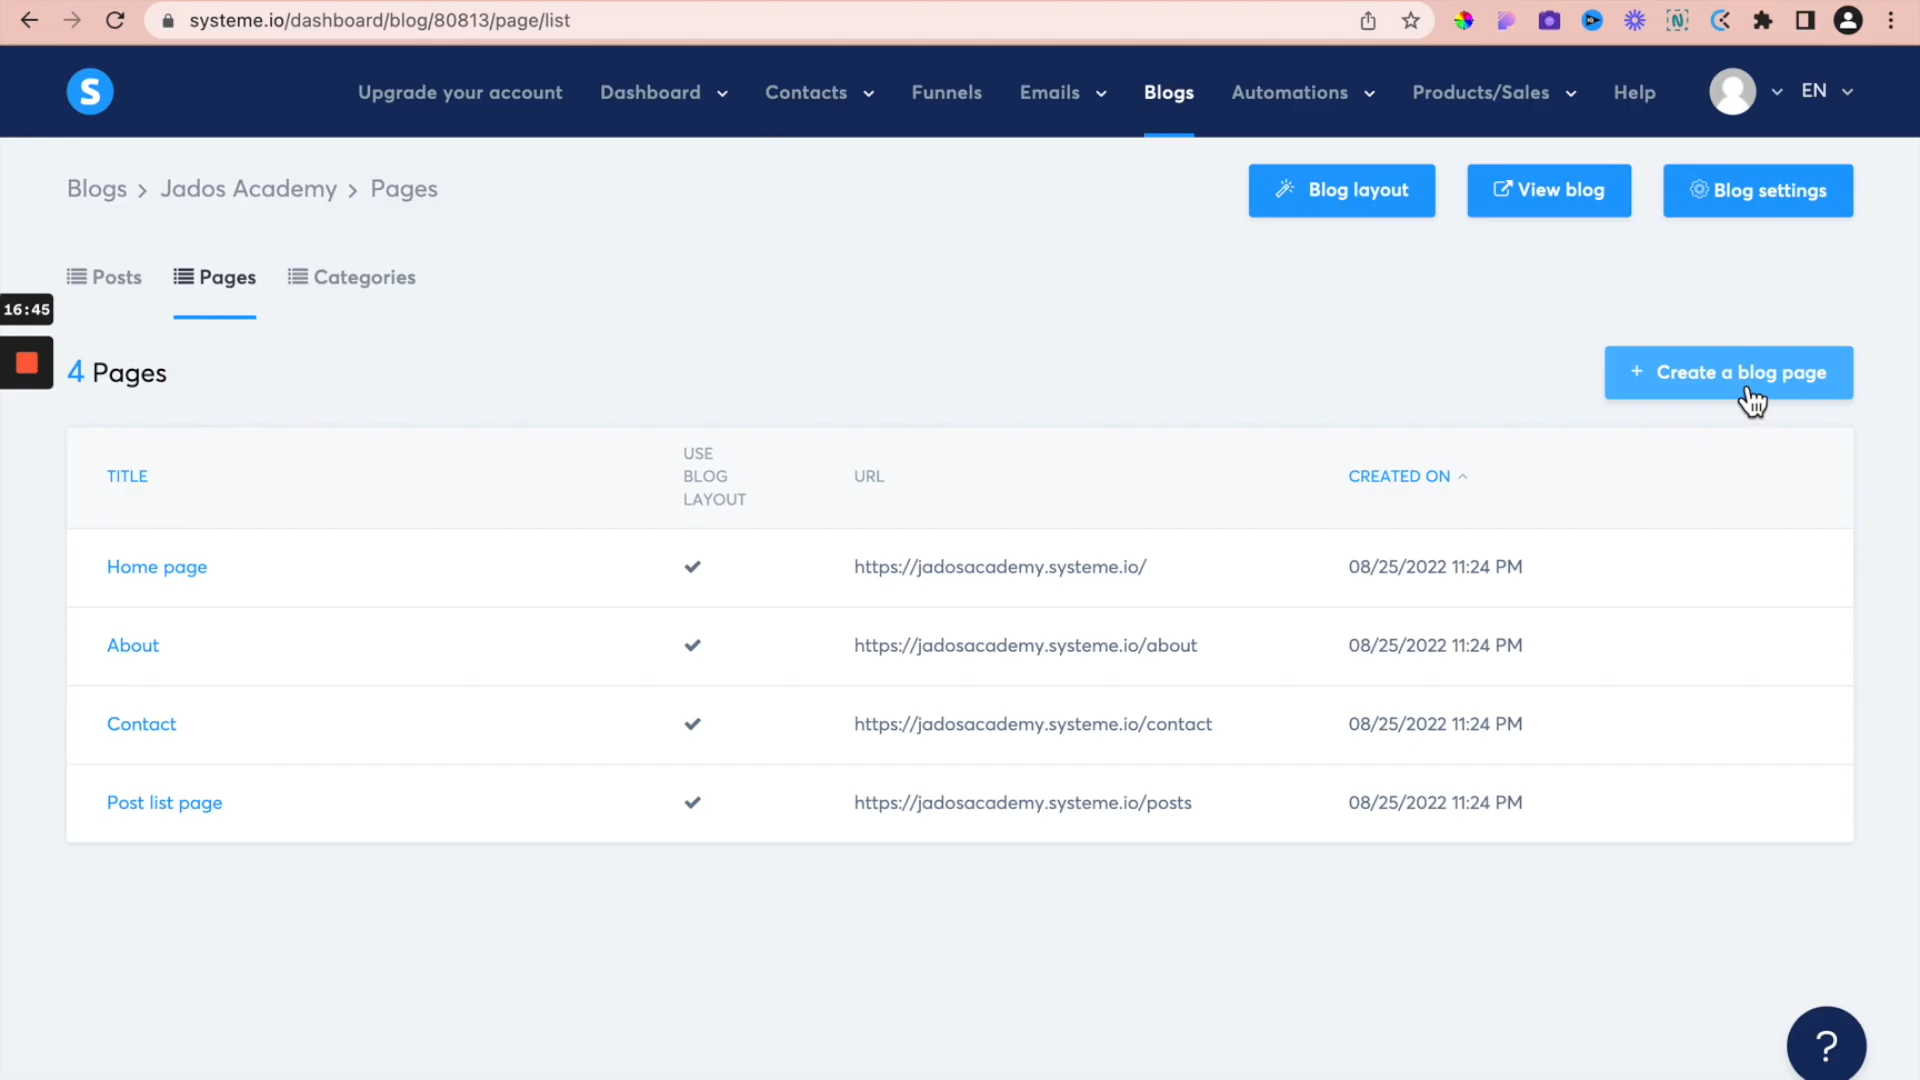 systeme.io/dashboard/blog/80813/page/list
S Upgrade your account Dashboard Contacts Funnels Emails Blogs Automations Products/Sales Help EN
Blogs > Jados Academy > Pages
Blog layout View blog Blog settings
Posts Pages Categories
16:45
4 Pages
+ Create a blog page
TITLE
USE
BLOG
LAYOUT
URL
CREATED ON
Home page https://jadosacademy.systeme.io/ 08/25/2022 11:24 PM
About https://jadosacademy.systeme.io/about 08/25/2022 11:24 PM
Contact https://jadosacademy.systeme.io/contact 08/25/2022 11:24 PM
Post list page https://jadosacademy.systeme.io/posts 08/25/2022 11:24 PM
?